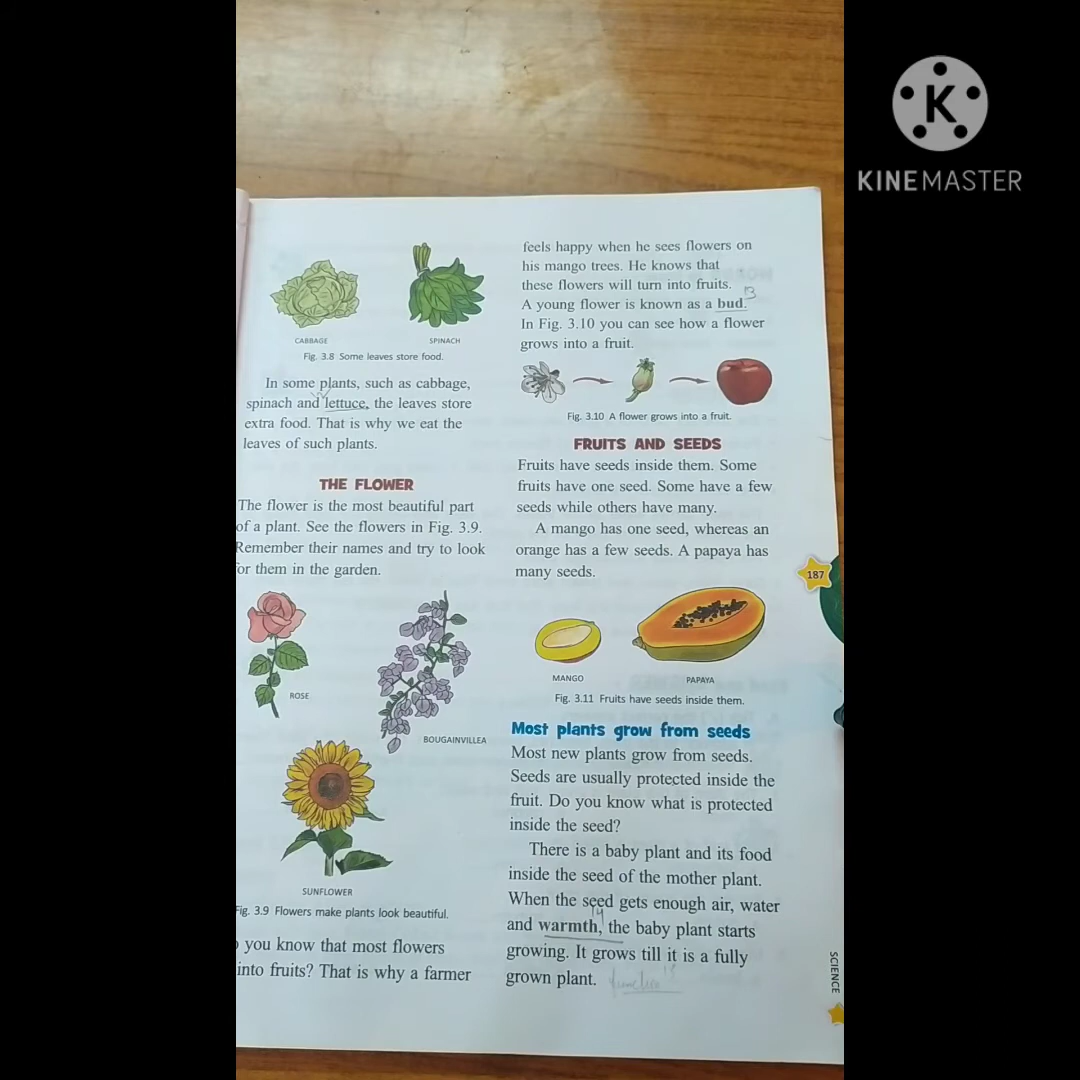 KINEMASTER
CABBAGE
SPINACH
Fig. 3.8 Some leaves store food.
In some plants, such as cabbage,
spinach and lettuce, the leaves store
extra food. That is why we eat the
leaves of such plants.
THE FLOWER
The flower is the most beautiful part
of a plant. See the flowers in Fig. 3.9.
Remember their names and try to look
for them in the garden.
ROSE
BOUGAINVILLEA
SUNFLOWER
Fig. 3.9 Flowers make plants look beautiful.
you know that most flowers
into fruits? That is why a farmer
feels happy when he sees flowers on
his mango trees. He knows that
these flowers will turn into fruits.
A young flower is known as a bud. 13
In Fig. 3.10 you can see how a flower
grows into a fruit.
Fig. 3.10 A flower grows into a fruit.
FRUITS AND SEEDS
Fruits have seeds inside them. Some
fruits have one seed. Some have a few
seeds while others have many.
A mango has one seed, whereas an
orange has a few seeds. A papaya has
many seeds.
MANGO
PAPAYA
Fig. 3.11 Fruits have seeds inside them.
Most plants grow from seeds
Most new plants grow from seeds.
Seeds are usually protected inside the
fruit. Do you know what is protected
inside the seed?
There is a baby plant and its food
inside the seed of the mother plant.
When the seed gets enough air, water
14
and warmth, the baby plant starts
growing. It grows till it is a fully
grown plant.
187
SCIENCE